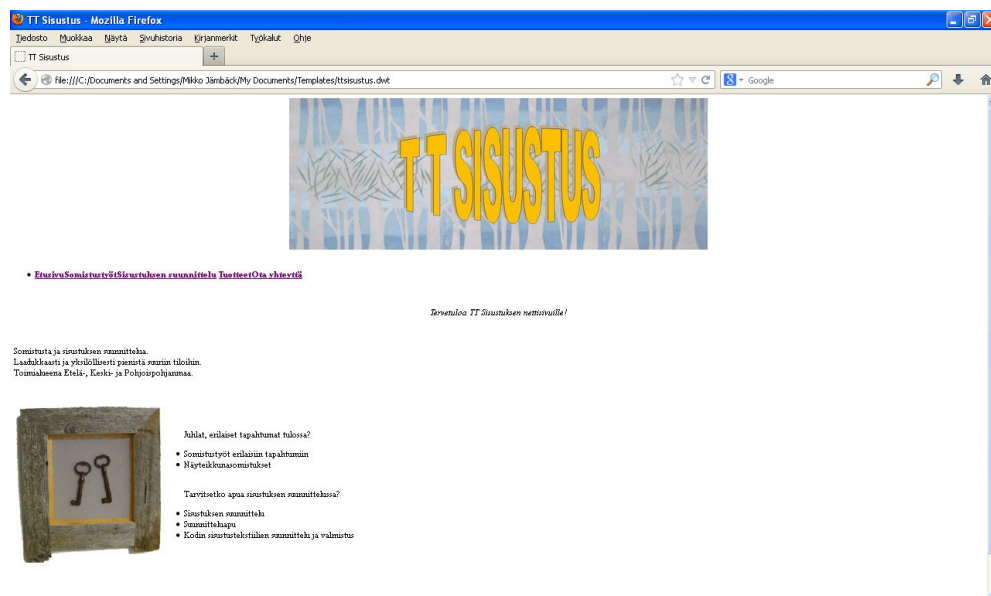 TT Sisustus - Mozilla Firefox
Tiedosto Muokkaa Näytä Sivuhistoria Kirjanmerkit Työkalut Ohje
TT Sisustus
file:///C:/Documents and Settings/Mikko Jämbäck/My Documents/Templates/ttsisustus.dwt
Google
TT SISUSTUS
EtusivuSomistustyötSisustuksen suunnittelu TuotteetOta yhteyttä
Tervetuloa TT Sisustuksen nettisivuille!
Somistusta ja sisustuksen suunnittelua.
Laadukkaasti ja yksilöllisesti pienistä suuriin tiloihin.
Toimialueena Etelä-, Keski- ja Pohjoispohjanmaa.
Juhlat, erilaiset tapahtumat tulossa?
Somistustyöt erilaisiin tapahtumiin
Näyteikkunasomistukset
Tarvitsetko apua sisustuksen suunnittelussa?
Sisustuksen suunnittelu
Suunnitteluapu
Kodin sisustustekstiilien suunnittelu ja valmistus